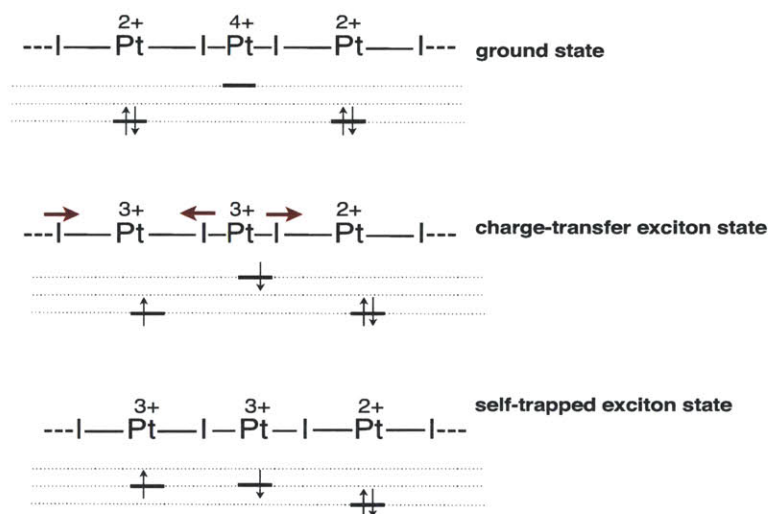 2+ 4+ 2+
---I—Pt—I—Pt—I—Pt—I---
ground state
3+ 3+ 2+
---I—Pt—I—Pt—I—Pt—I---
charge-transfer exciton state
3+ 3+ 2+
---I—Pt—I—Pt—I—Pt—I---
self-trapped exciton state